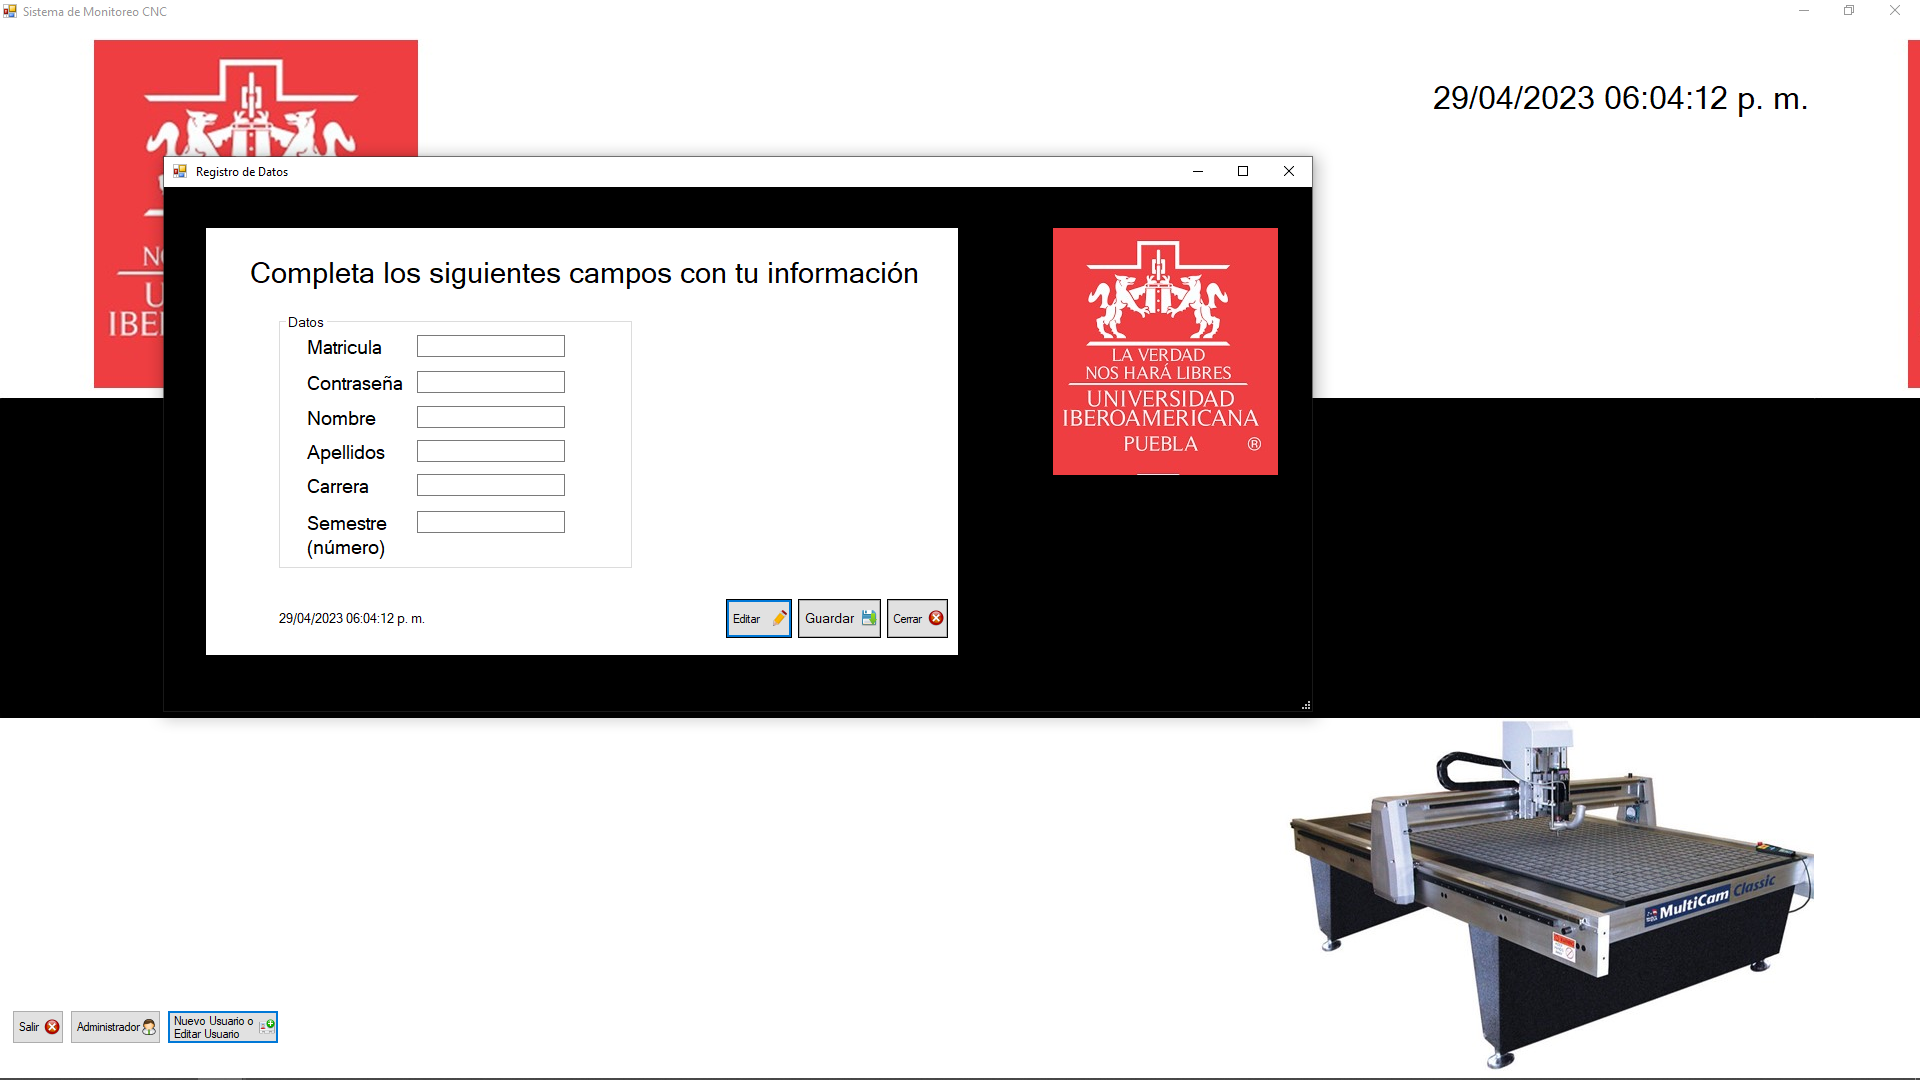 Sistema de Monitoreo CNC
29/04/2023 06:04:12 p. m.
Registro de Datos
Completa los siguientes campos con tu información
Datos
Matricula
Contraseña
Nombre
Apellidos
Carrera
Semestre
(número)
29/04/2023 06:04:12 p. m.
Editar
Guardar
Cerrar
LA VERDAD
NOS HARÁ LIBRES
UNIVERSIDAD
IBEROAMERICANA
PUEBLA ®
NO
U
IBE
MultiCam Classic
Salir
Administrador
Nuevo Usuario o
Editar Usuario